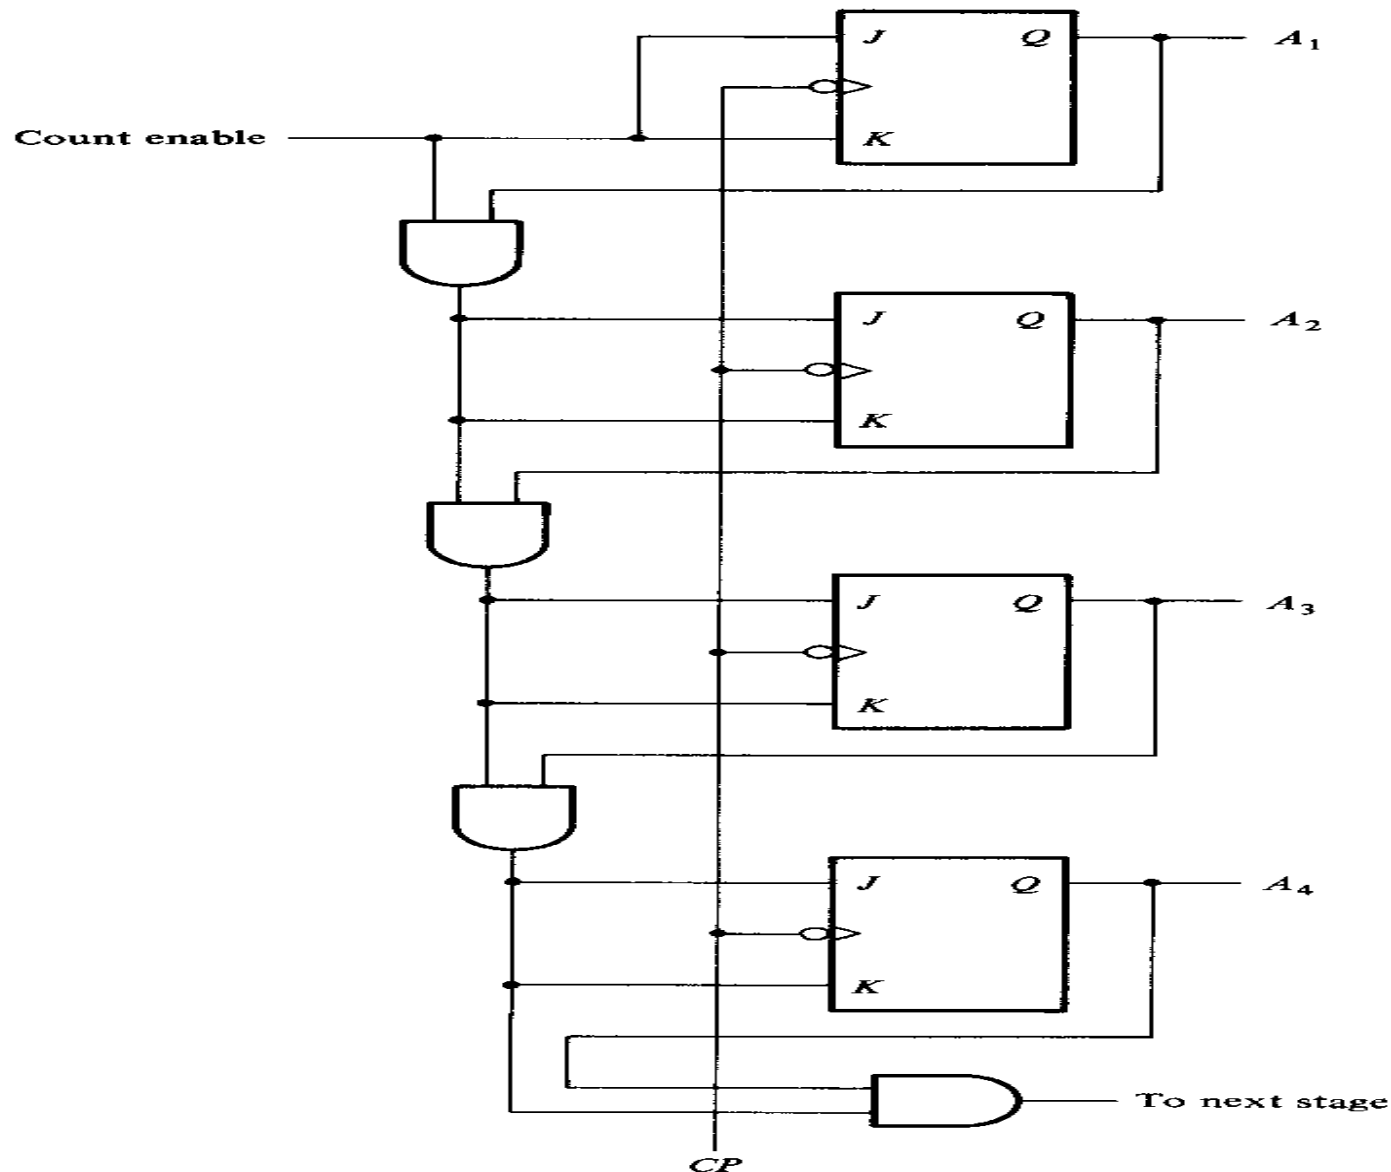 J Q A1
Count enable
K
J Q A2
K
J Q A3
K
J Q A4
K
To next stage
CP